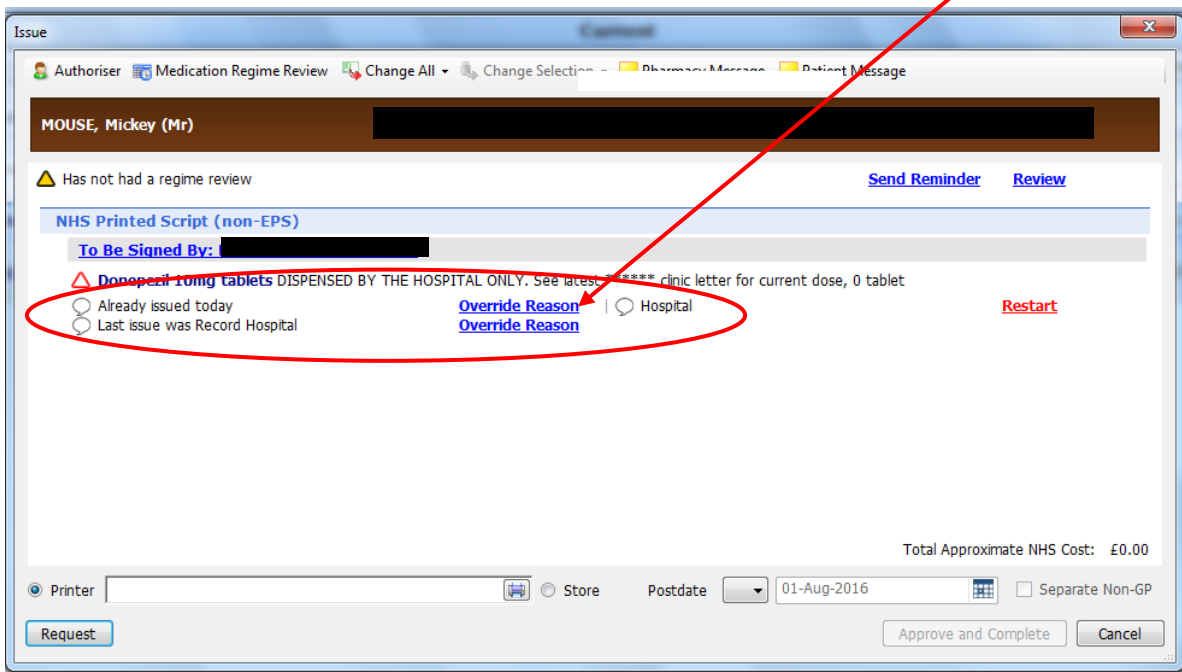 Issue Current
Authoriser Medication Regime Review Change All Change Selection Pharmacy Message Patient Message
MOUSE, Mickey (Mr)
Has not had a regime review Send Reminder Review
NHS Printed Script (non-EPS)
To Be Signed By:
Donepezil 10mg tablets DISPENSED BY THE HOSPITAL ONLY. See latest ****** clinic letter for current dose, 0 tablet
Already issued today Override Reason | Hospital Restart
Last issue was Record Hospital Override Reason
Total Approximate NHS Cost: £0.00
Printer Store Postdate 01-Aug-2016 Separate Non-GP
Request Approve and Complete Cancel